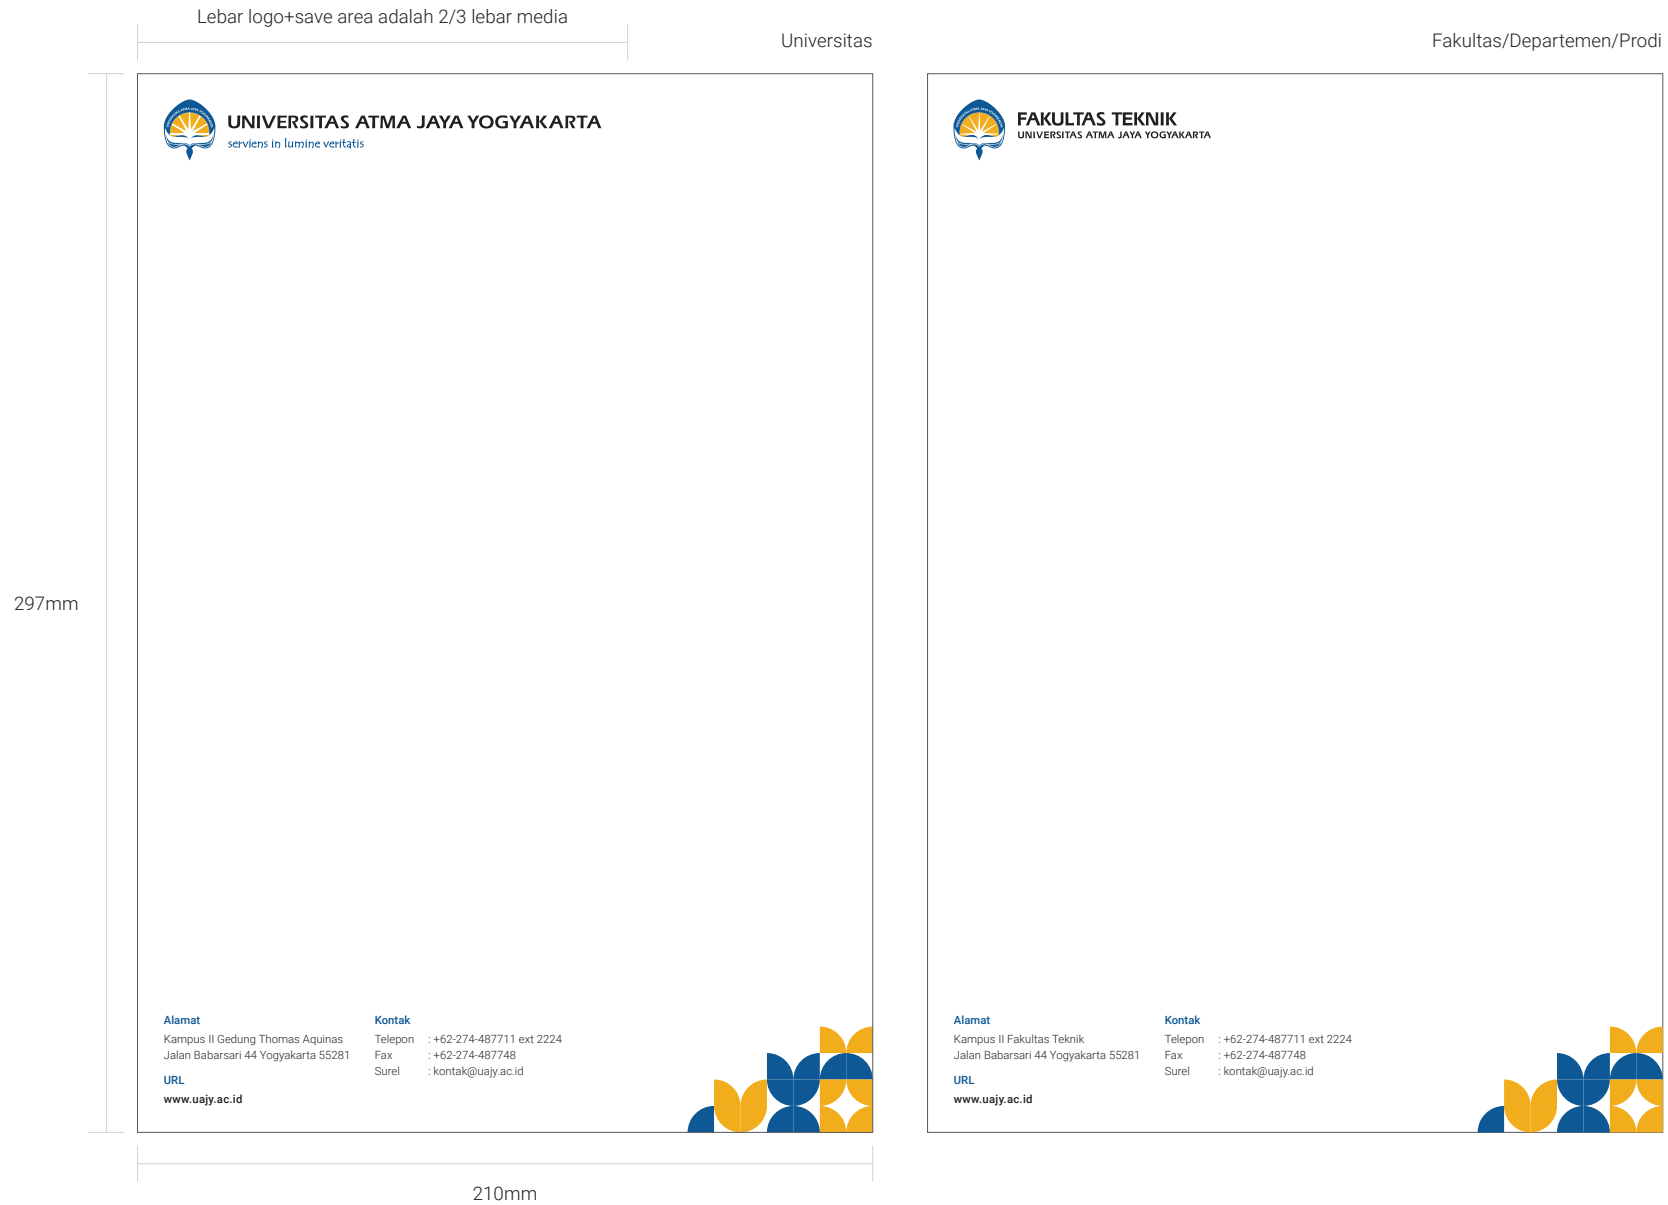 Lebar logo+save area adalah 2/3 lebar media
Universitas
Fakultas/Departemen/Prodi
UNIVERSITAS ATMA JAYA YOGYAKARTA
serviens in lumine veritatis
FAKULTAS TEKNIK
UNIVERSITAS ATMA JAYA YOGYAKARTA
297mm
Alamat
Kampus II Gedung Thomas Aquinas
Jalan Babarsari 44 Yogyakarta 55281
URL
www.uajy.ac.id
Kontak
Telepon : +62-274-487711 ext 2224
Fax : +62-274-487748
Surel : kontak@uajy.ac.id
Alamat
Kampus II Fakultas Teknik
Jalan Babarsari 44 Yogyakarta 55281
URL
www.uajy.ac.id
Kontak
Telepon : +62-274-487711 ext 2224
Fax : +62-274-487748
Surel : kontak@uajy.ac.id
210mm